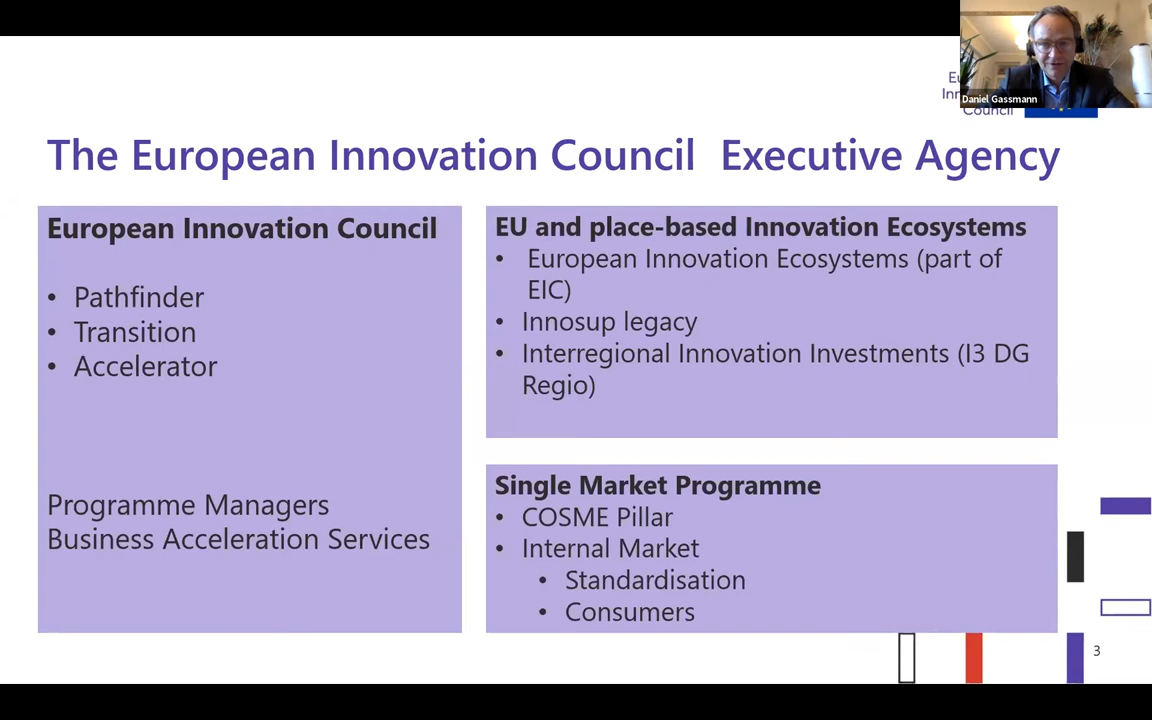 Daniel Gassmann
Council
The European Innovation Council Executive Agency
European Innovation Council
• Pathfinder
• Transition
• Accelerator
Programme Managers
Business Acceleration Services
EU and place-based Innovation Ecosystems
• European Innovation Ecosystems (part of
EIC)
• Innosup legacy
• Interregional Innovation Investments (I3 DG
Regio)
Single Market Programme
• COSME Pillar
• Internal Market
• Standardisation
• Consumers
3